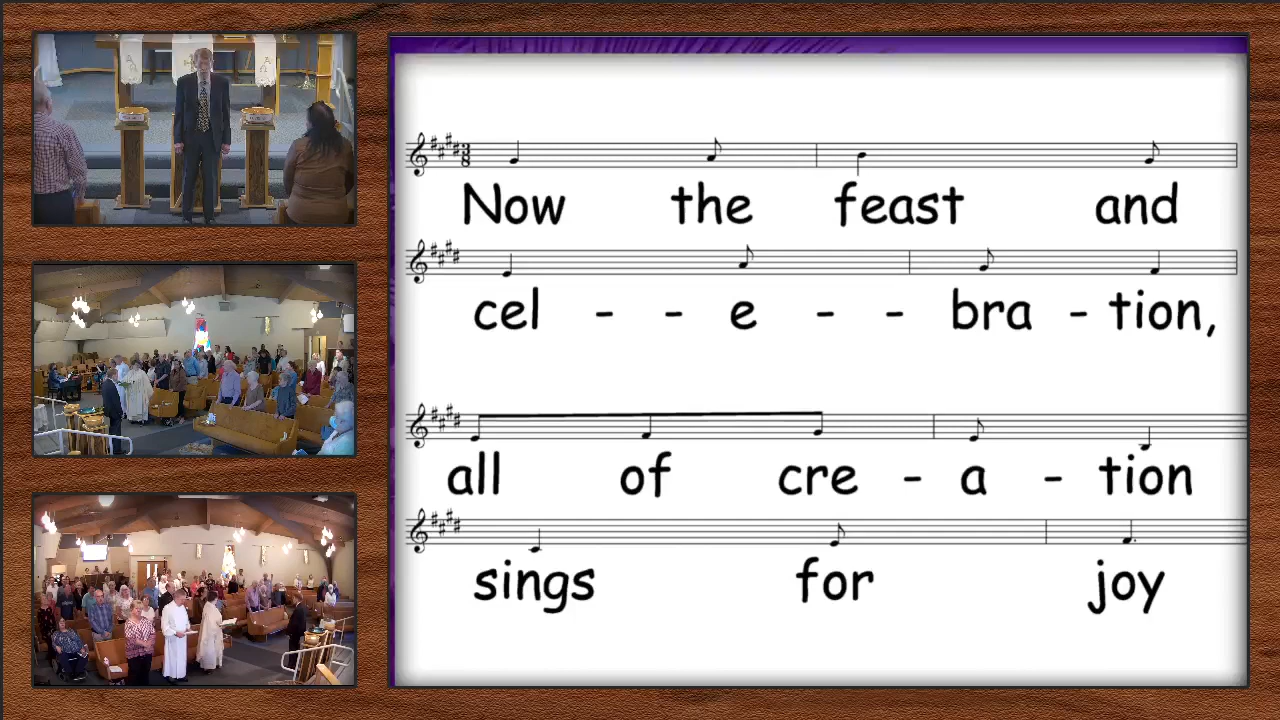 Now the feast and
cel - - e - - bra - tion,
all of cre - a - tion
sings for joy